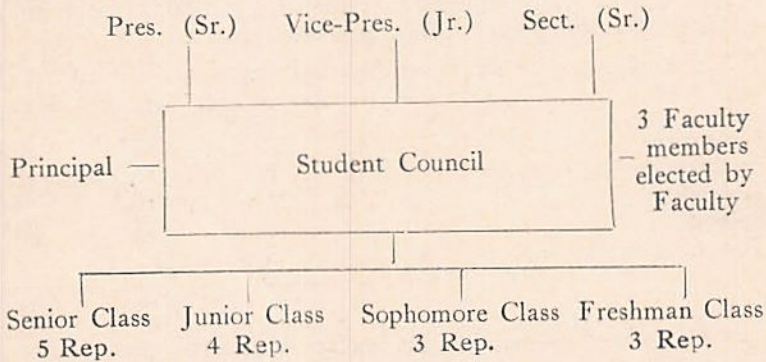 Pres. (Sr.) Vice-Pres. (Jr.) Sect. (Sr.)
Principal
Student Council
3 Faculty
members
elected by
Faculty
Senior Class
5 Rep.
Junior Class
4 Rep.
Sophomore Class
3 Rep.
Freshman Class
3 Rep.